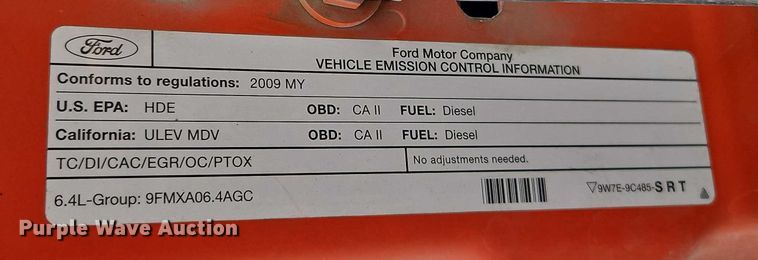 Ford
Ford Motor Company
VEHICLE EMISSION CONTROL INFORMATION
Conforms to regulations: 2009 MY
U.S. EPA: HDE OBD: CA II FUEL: Diesel
California: ULEV MDV OBD: CA II FUEL: Diesel
TC/DI/CAC/EGR/OC/PTOX No adjustments needed.
6.4L-Group: 9FMXA06.4AGC 9W7E-9C485-SRT
Purple Wave Auction